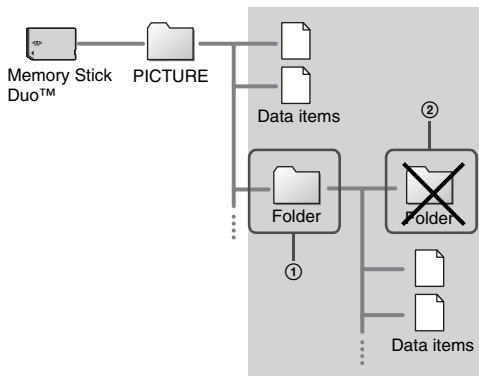 Memory Stick
Duo™
PICTURE
Data items
②
Folder
①
Folder
Data items